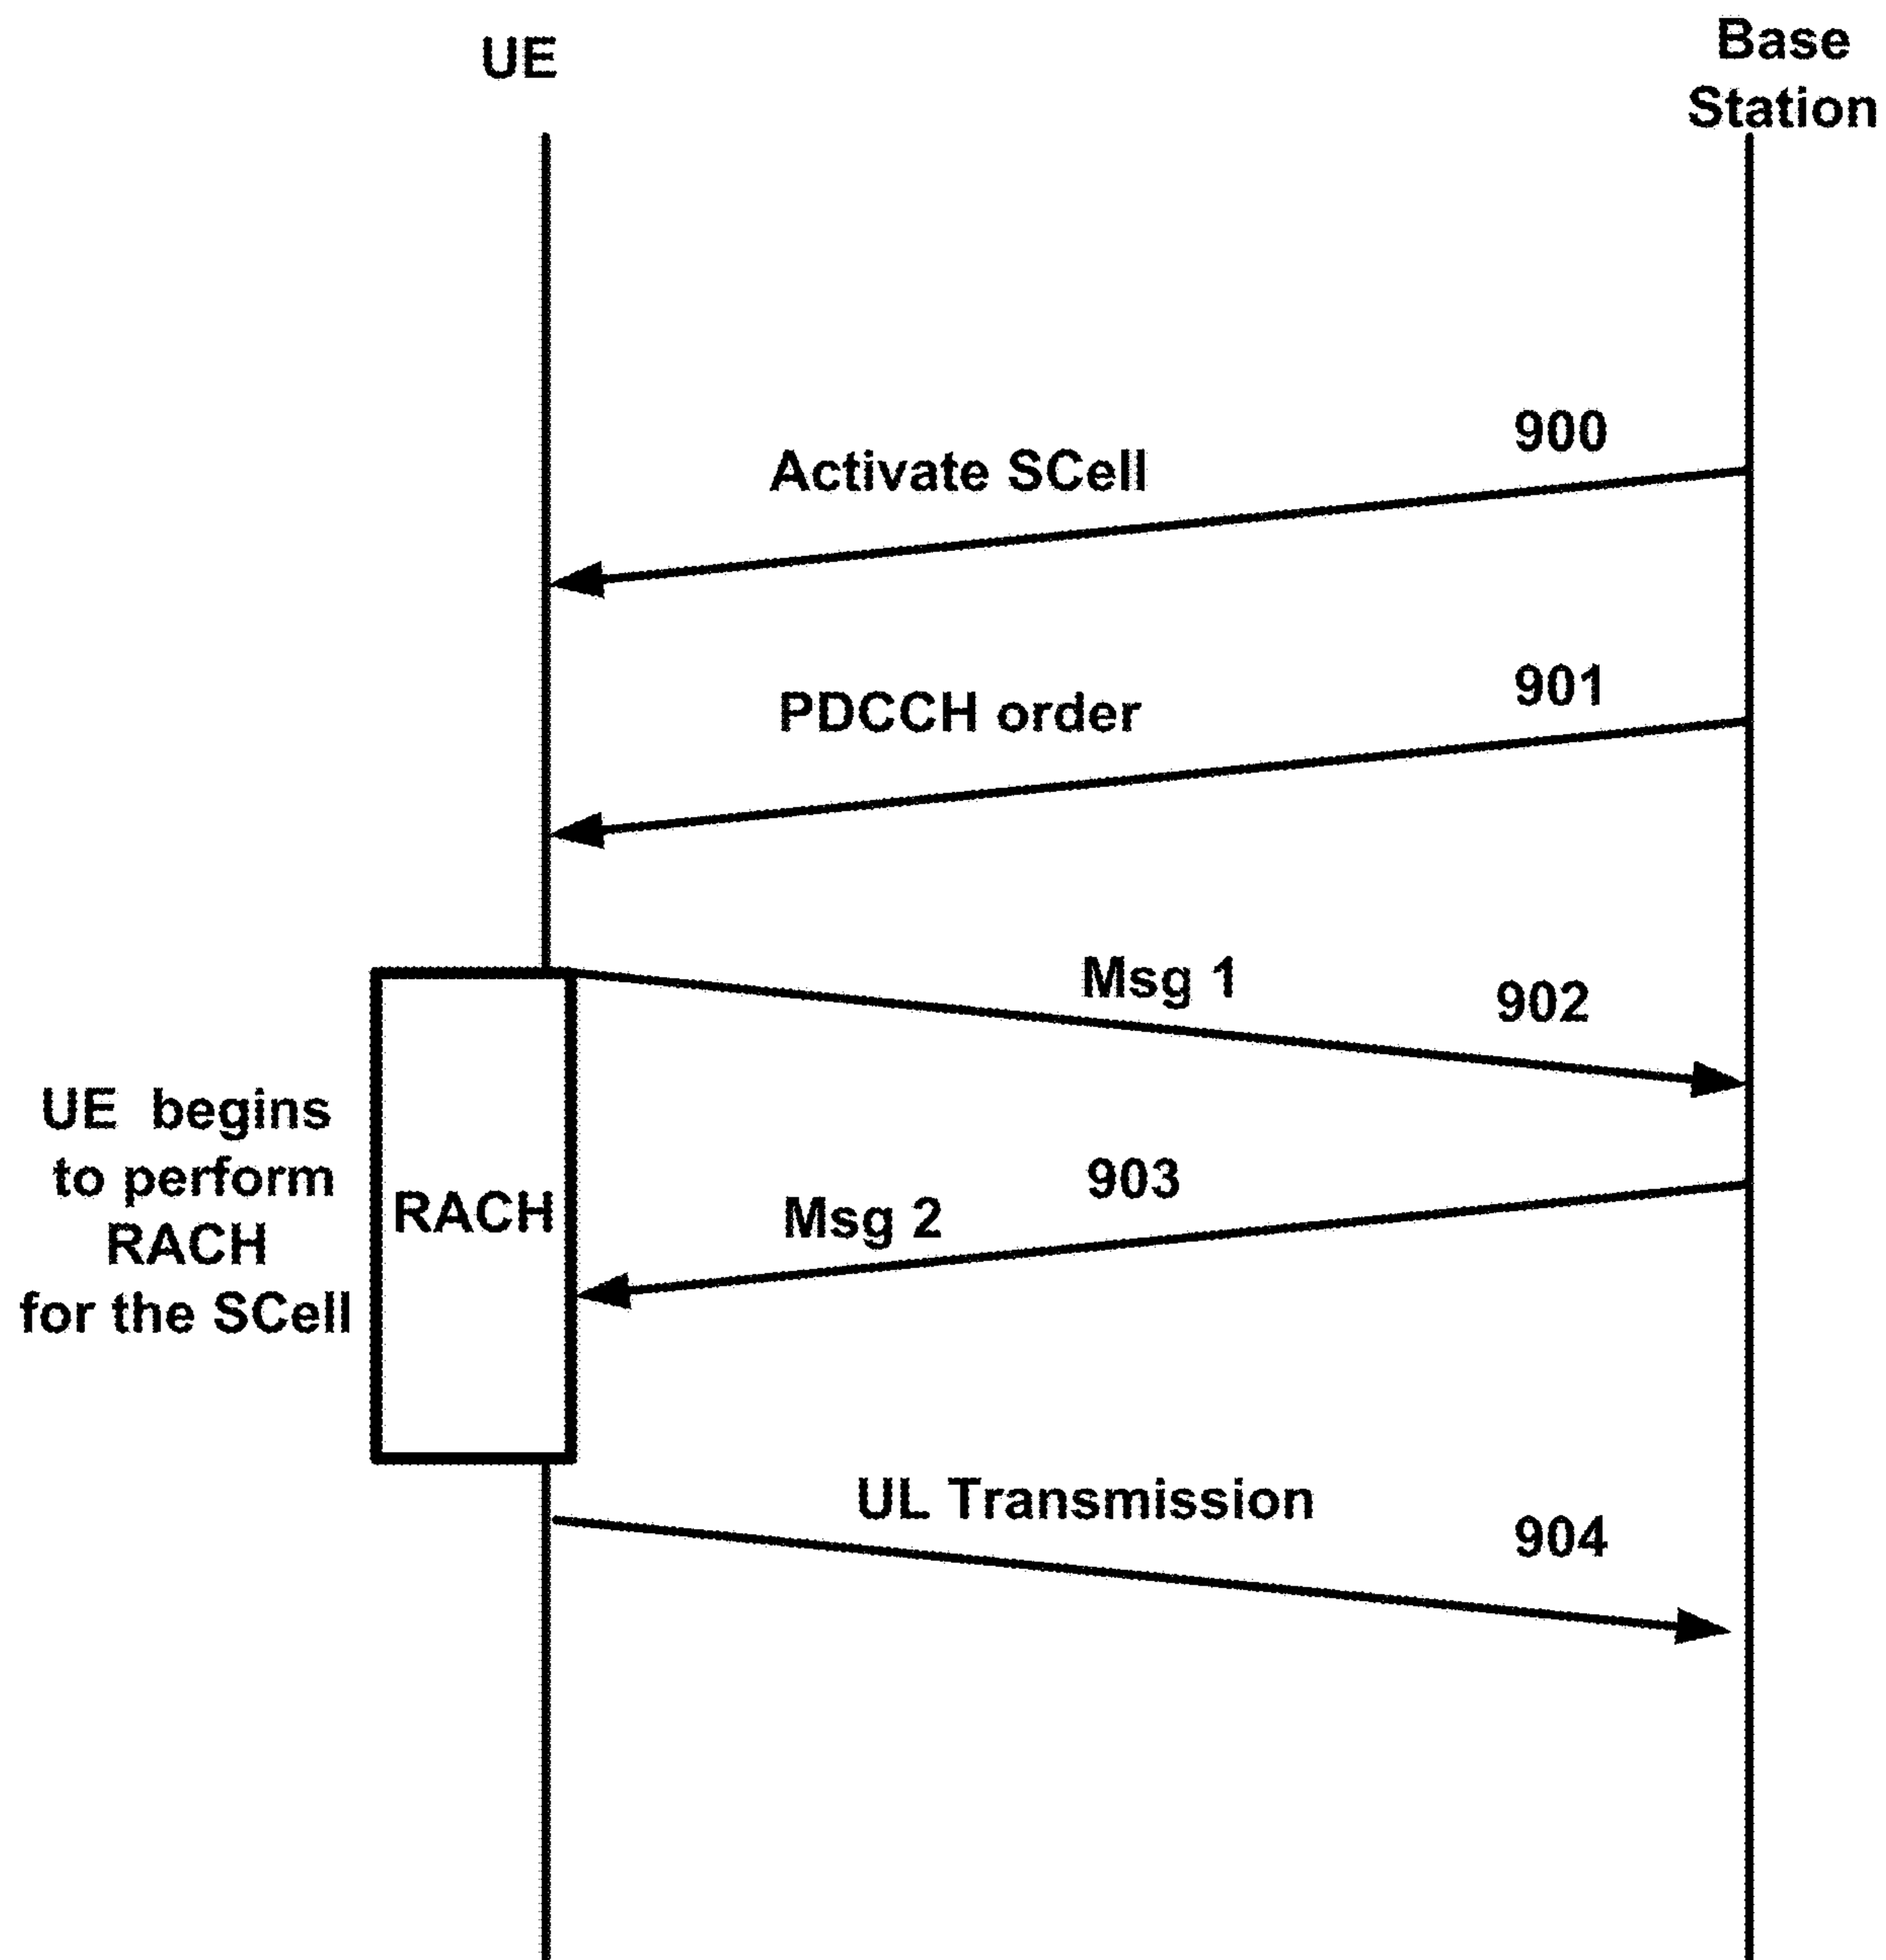 UE
Base
Station
900
Activate SCell
901
PDCCH order
Msg 1
902
UE begins
to perform
RACH
for the SCell
RACH
903
Msg 2
UL Transmission
904